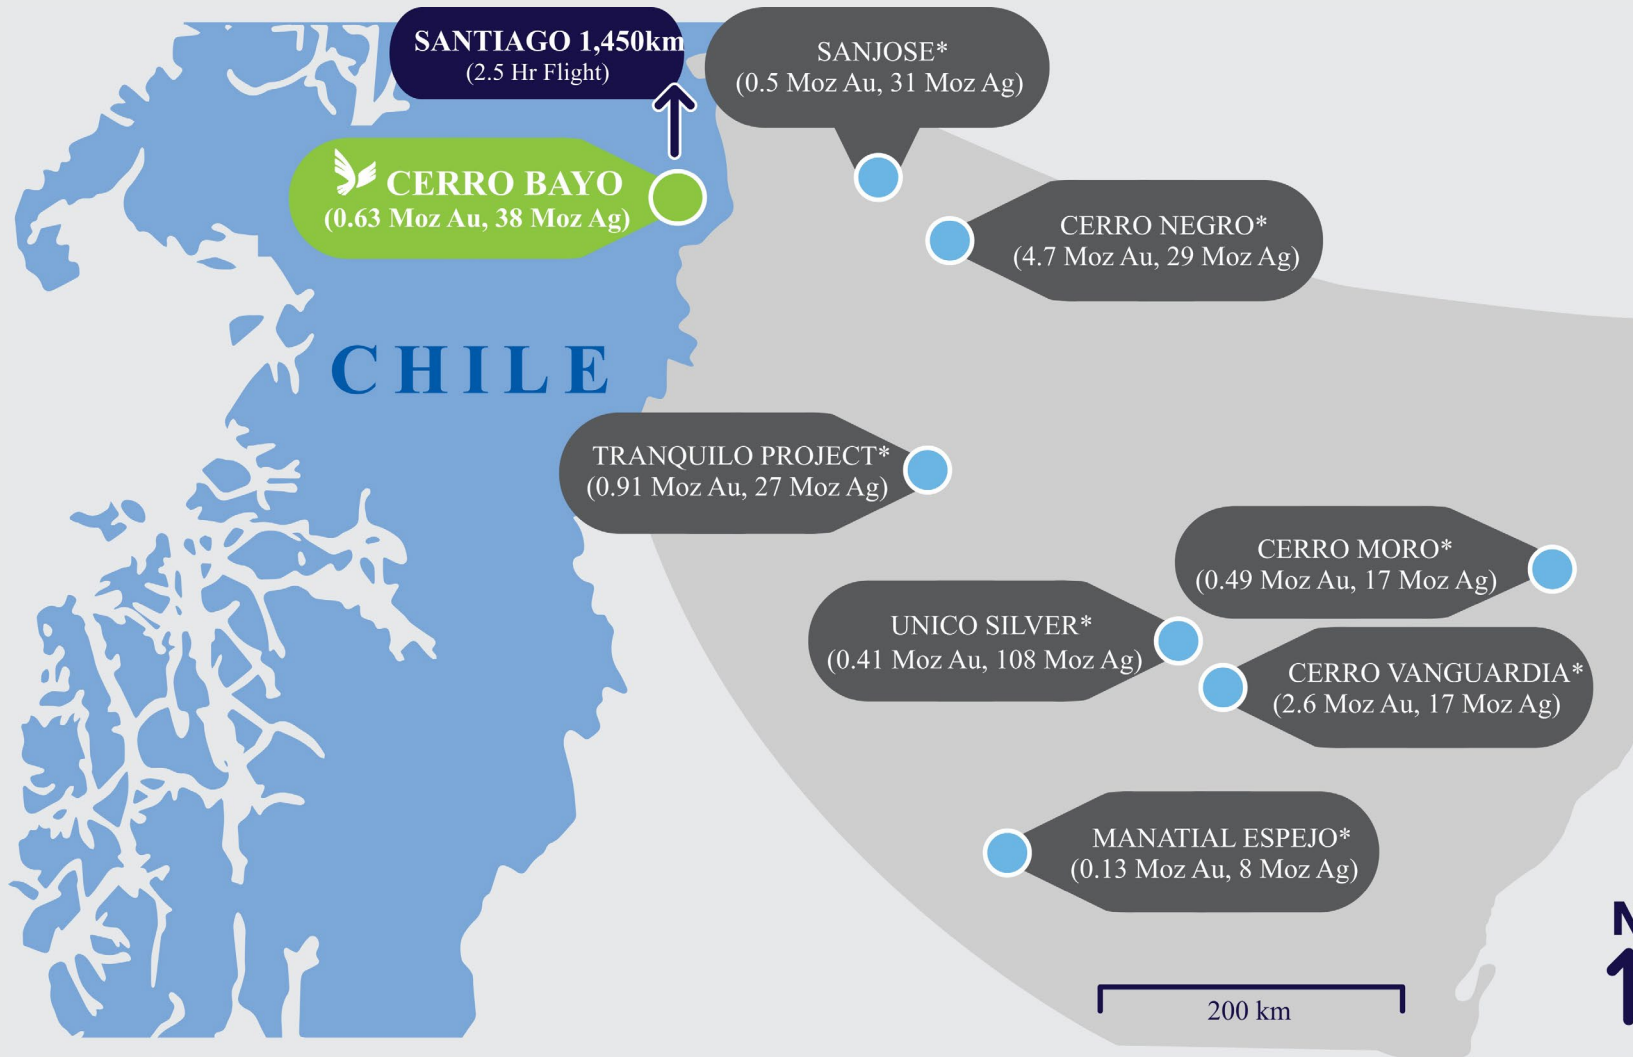 SANTIAGO 1,450km
(2.5 Hr Flight)
SANJOSE*
(0.5 Moz Au, 31 Moz Ag)
CERRO BAYO
(0.63 Moz Au, 38 Moz Ag)
CERRO NEGRO*
(4.7 Moz Au, 29 Moz Ag)
CHILE
TRANQUILO PROJECT*
(0.91 Moz Au, 27 Moz Ag)
CERRO MORO*
(0.49 Moz Au, 17 Moz Ag)
UNICO SILVER*
(0.41 Moz Au, 108 Moz Ag)
CERRO VANGUARDIA*
(2.6 Moz Au, 17 Moz Ag)
MANATIAL ESPEJO*
(0.13 Moz Au, 8 Moz Ag)
N
200 km